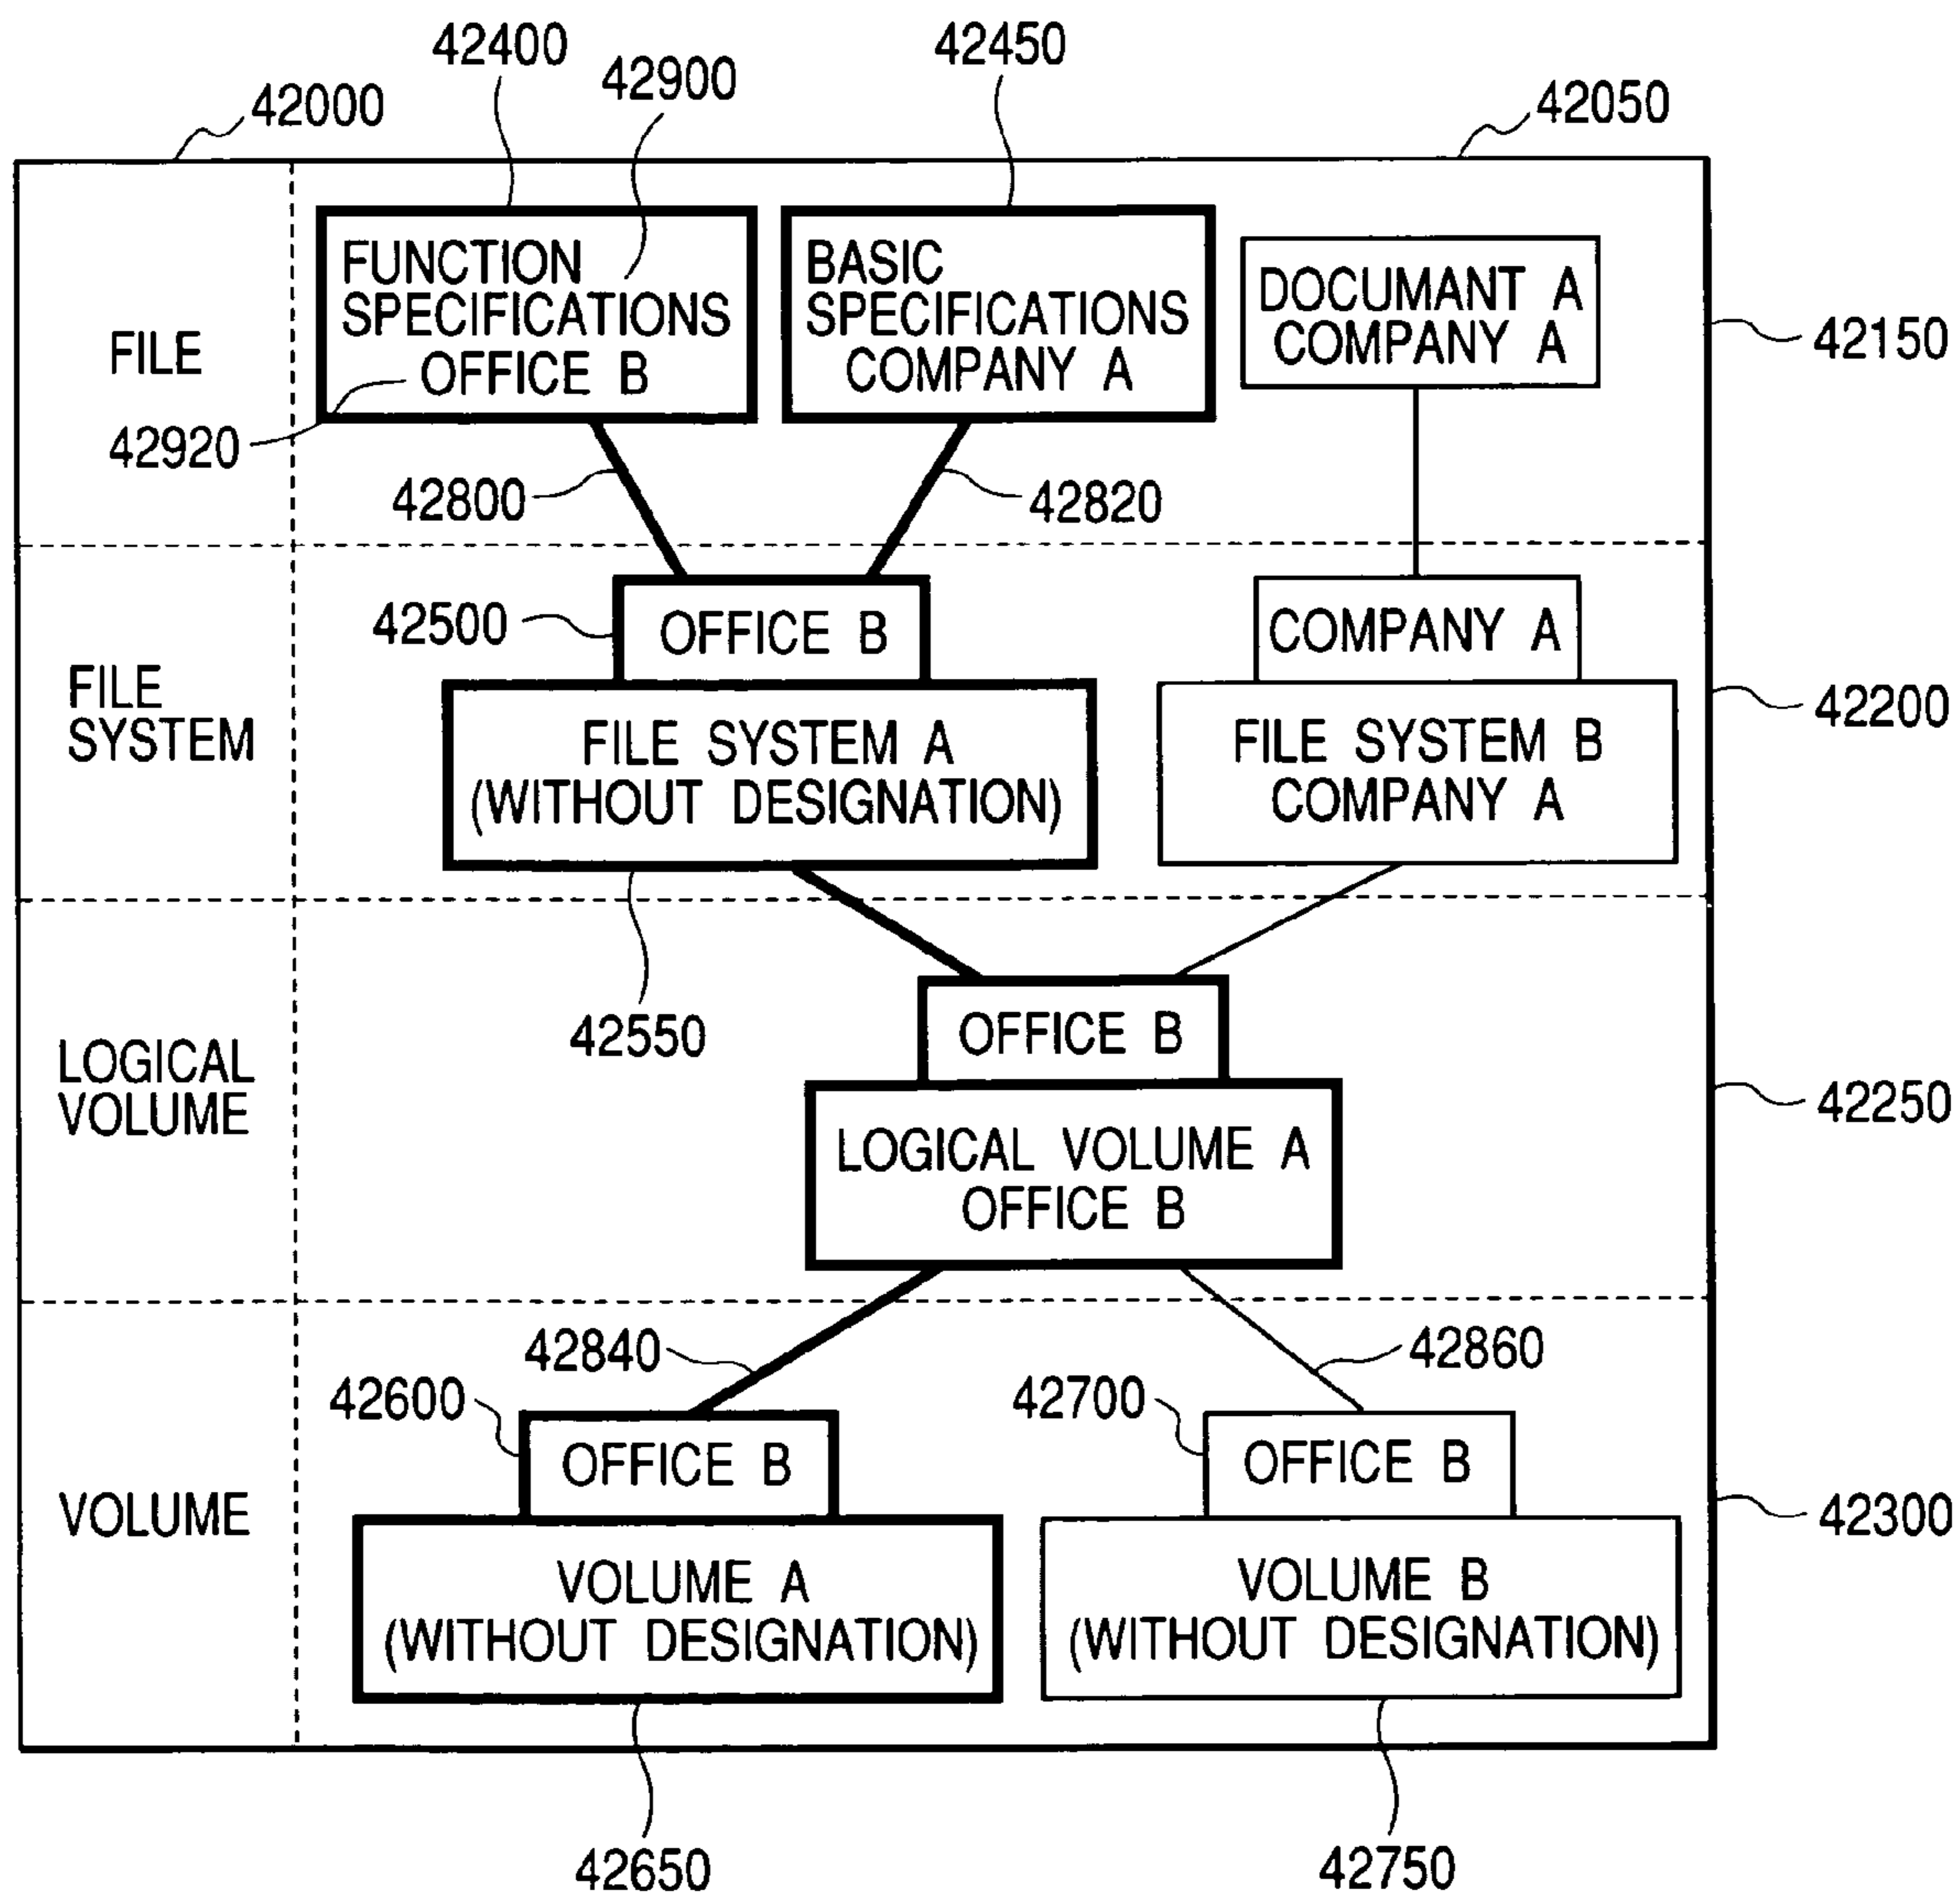 42400
42450
42900
42000
42050
FUNCTION
SPECIFICATIONS
OFFICE B
BASIC
SPECIFICATIONS
COMPANY A
DOCUMANT A
COMPANY A
FILE
42150
42920
42800
42820
42500
OFFICE B
COMPANY A
FILE
SYSTEM
FILE SYSTEM A
(WITHOUT DESIGNATION)
FILE SYSTEM B
COMPANY A
42200
42550
OFFICE B
LOGICAL
VOLUME
42250
LOGICAL VOLUME A
OFFICE B
42840
42860
42600
42700
OFFICE B
OFFICE B
VOLUME
42300
VOLUME A
(WITHOUT DESIGNATION)
VOLUME B
(WITHOUT DESIGNATION)
42650
42750